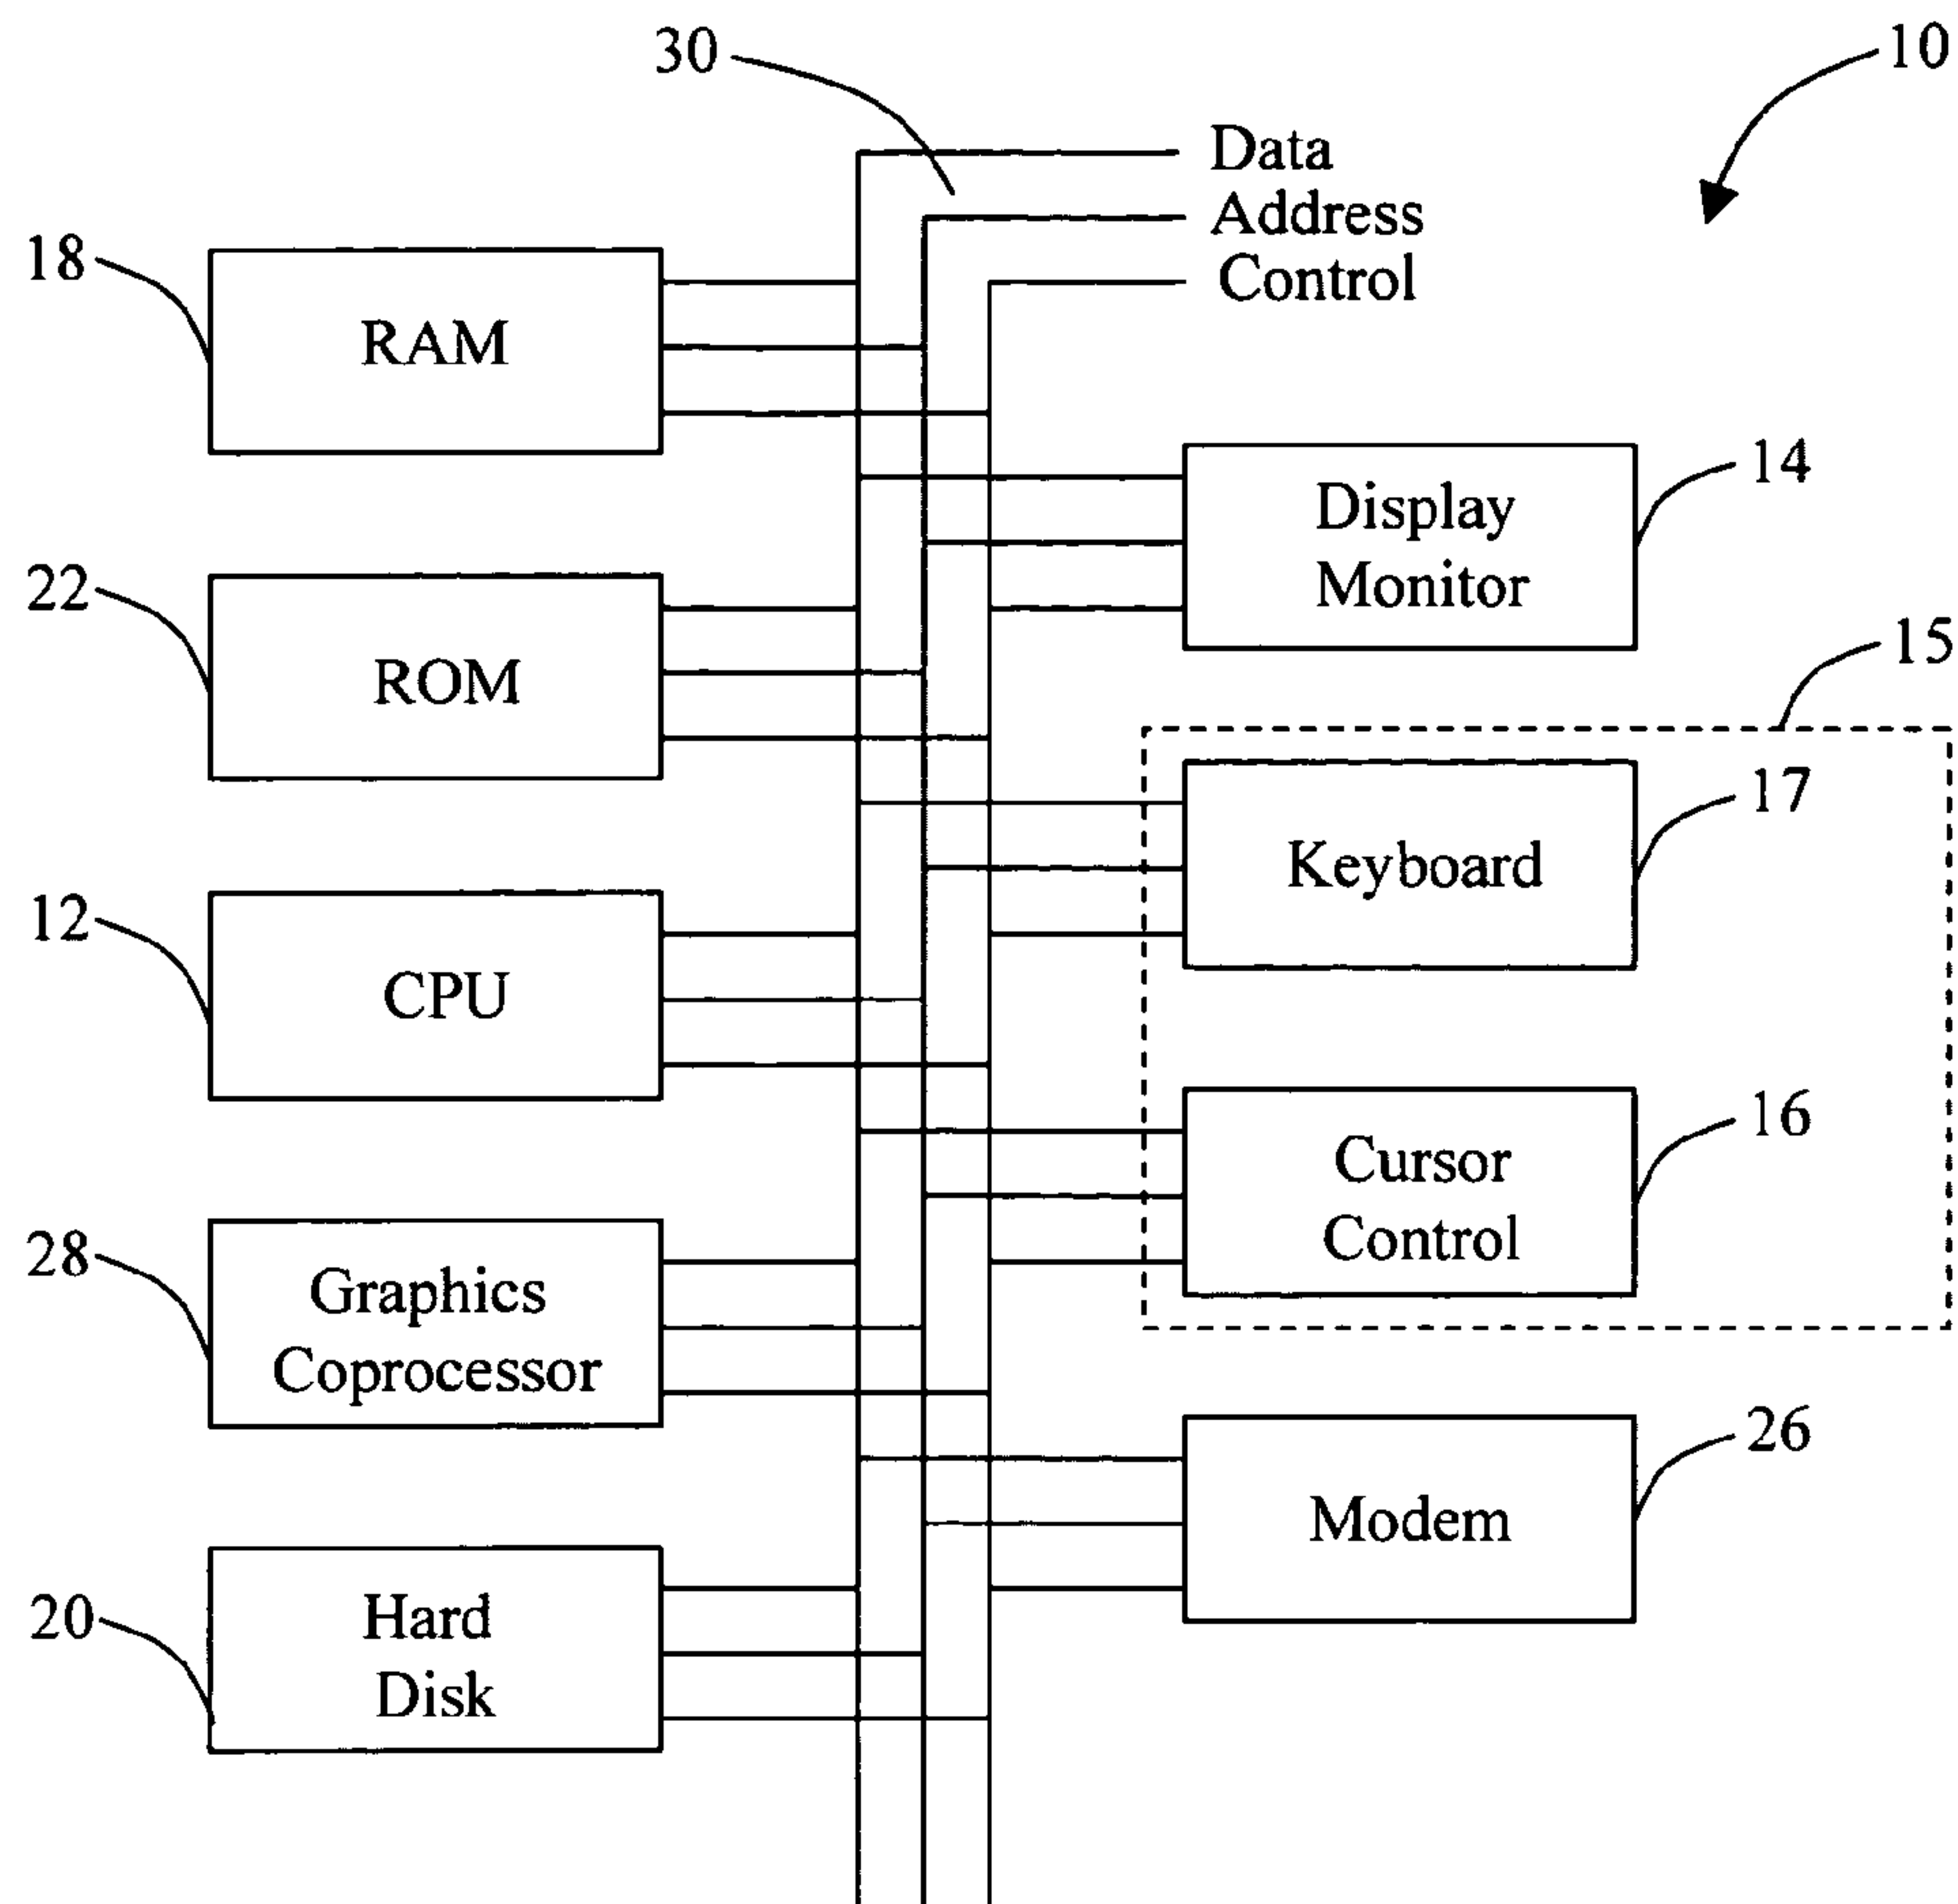 30
10
Data
Address
Control
18
RAM
14
Display
Monitor
22
ROM
15
17
Keyboard
12
CPU
16
Cursor
Control
28
Graphics
Coprocessor
26
Modem
20
Hard
Disk